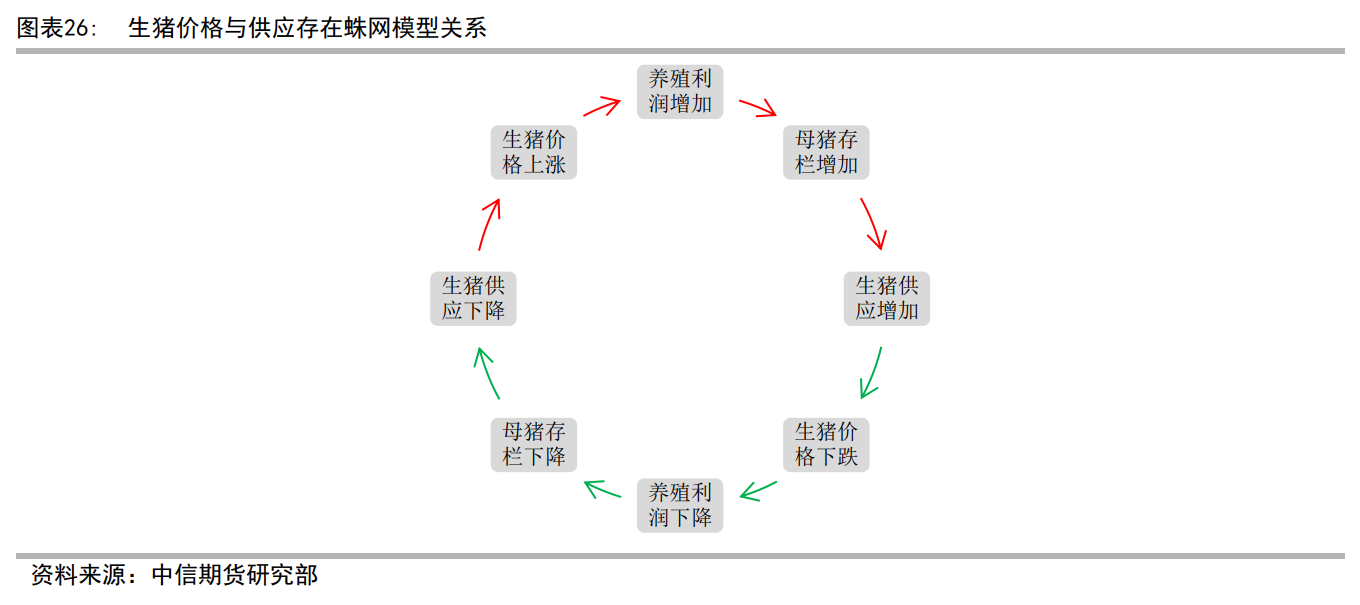 图表26： 生猪价格与供应存在蛛网模型关系
养殖利
润增加
母猪存
栏增加
生猪供
应增加
生猪价
格下跌
养殖利
润下降
母猪存
栏下降
生猪供
应下降
生猪价
格上涨
资料来源：中信期货研究部